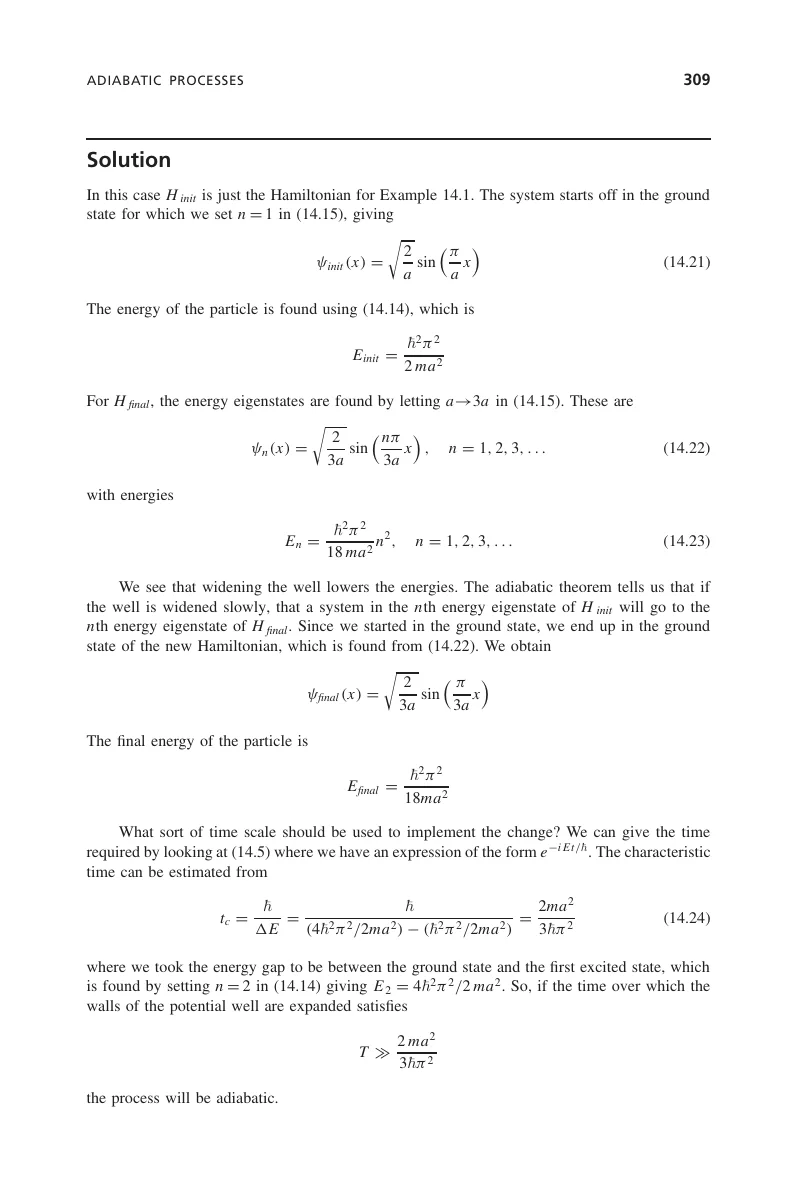 ADIABATIC PROCESSES 309
Solution
In this case H_init is just the Hamiltonian for Example 14.1. The system starts off in the ground
state for which we set n = 1 in (14.15), giving
ψ_init(x) = √(2/a) sin (π/a x) (14.21)
The energy of the particle is found using (14.14), which is
E_init = ħ²π²/2ma²
For H_final, the energy eigenstates are found by letting a→3a in (14.15). These are
ψ_n(x) = √(2/3a) sin (nπ/3a x), n = 1, 2, 3, . . . (14.22)
with energies
E_n = ħ²π²/18ma² n², n = 1, 2, 3, . . . (14.23)
We see that widening the well lowers the energies. The adiabatic theorem tells us that if
the well is widened slowly, that a system in the nth energy eigenstate of H_init will go to the
nth energy eigenstate of H_final. Since we started in the ground state, we end up in the ground
state of the new Hamiltonian, which is found from (14.22). We obtain
ψ_final(x) = √(2/3a) sin (π/3a x)
The final energy of the particle is
E_final = ħ²π²/18ma²
What sort of time scale should be used to implement the change? We can give the time
required by looking at (14.5) where we have an expression of the form e^(−iEt/ħ). The characteristic
time can be estimated from
t_c = ħ/ΔE = ħ/((4ħ²π²/2ma²) − (ħ²π²/2ma²)) = 2ma²/3ħπ² (14.24)
where we took the energy gap to be between the ground state and the first excited state, which
is found by setting n = 2 in (14.14) giving E₂ = 4ħ²π²/2ma². So, if the time over which the
walls of the potential well are expanded satisfies
T ≫ 2ma²/3ħπ²
the process will be adiabatic.